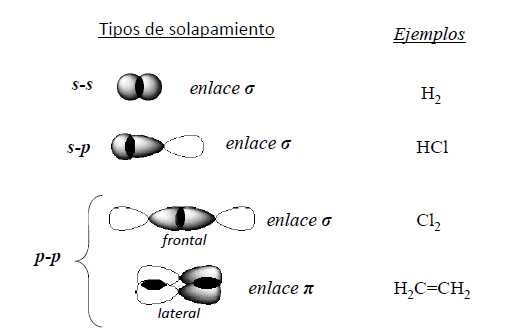 Tipos de solapamiento
Ejemplos
s-s
enlace σ
H₂
s-p
enlace σ
HCl
p-p
frontal
enlace σ
Cl₂
lateral
enlace π
H₂C=CH₂